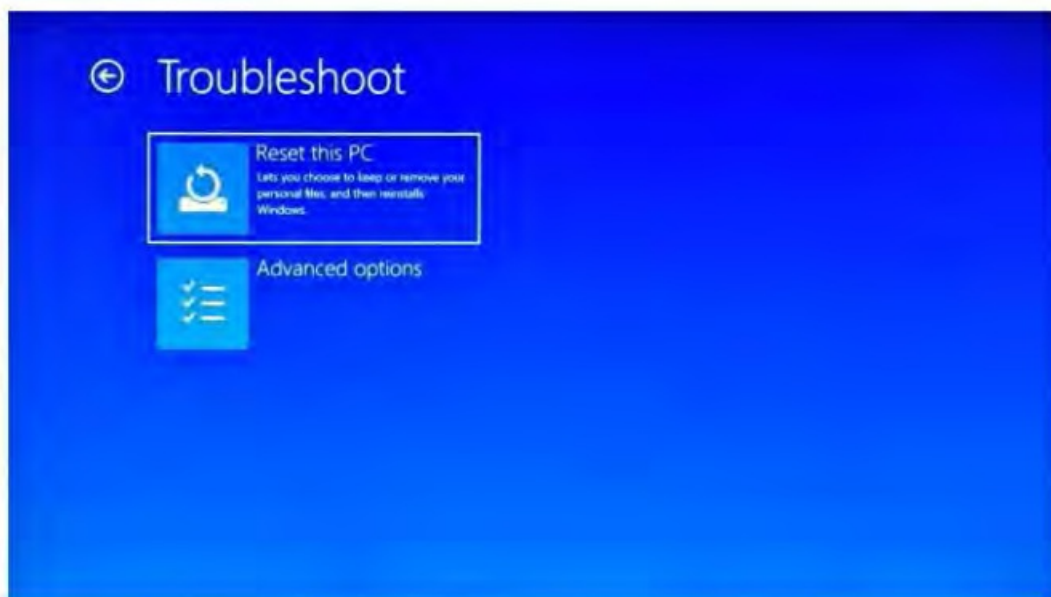 Troubleshoot
Reset this PC
Lets you choose to keep or remove your
personal files, and then reinstalls
Windows.
Advanced options